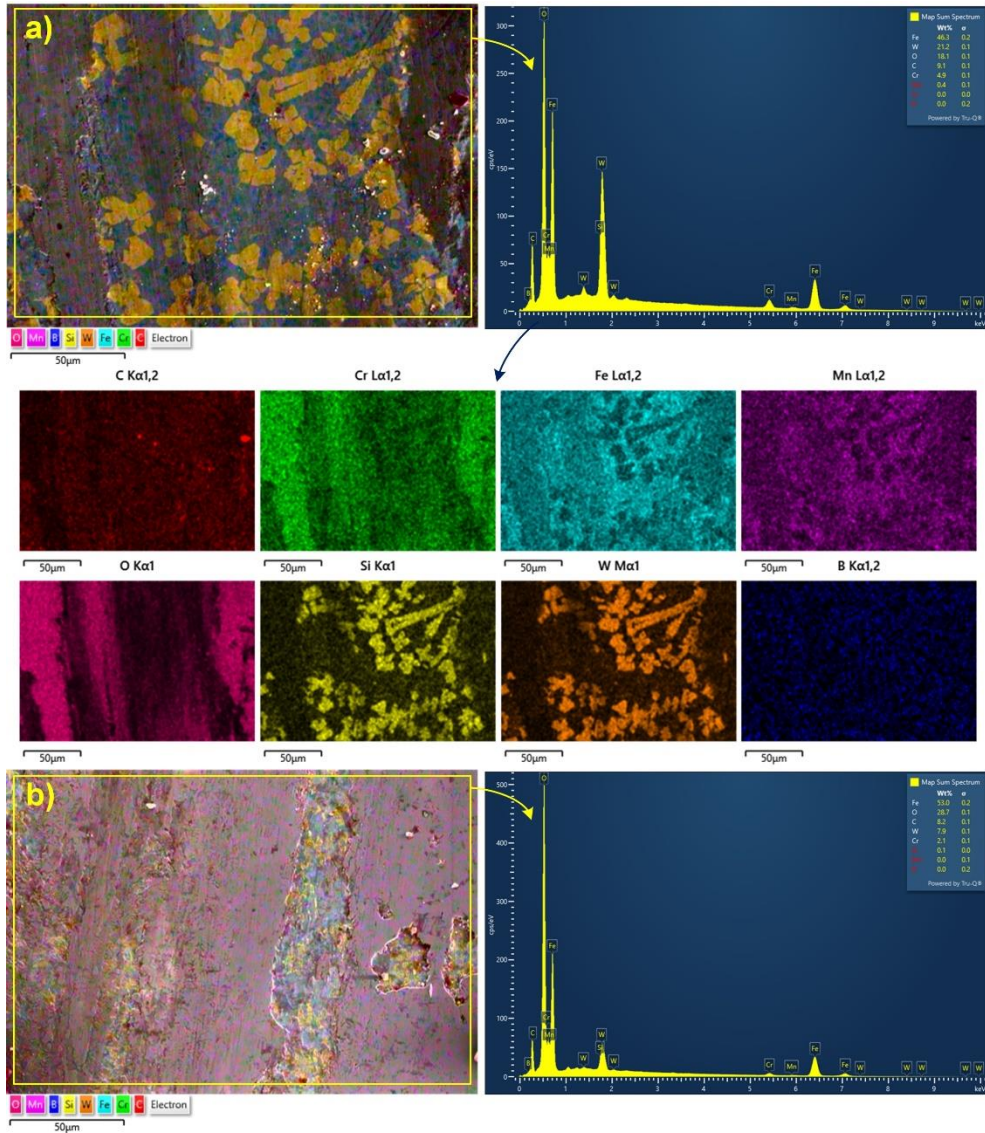 a)
O Mn B Si W Fe Cr C Electron
50µm
Map Sum Spectrum
Wt% σ
Fe 46.3 0.2
W 21.2 0.1
O 18.1 0.1
C 9.1 0.1
Cr 4.9 0.1
0.4 0.1
0.0 0.0
0.0 0.2
Powered by Tru-Q®
cps/eV
300
250
200
150
100
50
0
O
Fe
W
Si
Cr
Mn
C
B
W
W
Cr
Mn
Fe
Fe
W
W
W
W
W
0 1 2 3 4 5 6 7 8 9 keV
C Kα1,2
Cr Lα1,2
Fe Lα1,2
Mn Lα1,2
50µm
50µm
50µm
50µm
O Kα1
Si Kα1
W Mα1
B Kα1,2
50µm
50µm
50µm
50µm
b)
O Mn B Si W Fe Cr C Electron
50µm
Map Sum Spectrum
Wt% σ
Fe 53.0 0.2
O 28.7 0.1
C 8.2 0.1
W 7.9 0.1
Cr 2.1 0.1
0.1 0.0
0.0 0.1
0.0 0.2
Powered by Tru-Q®
cps/eV
500
400
300
200
100
0
O
Fe
Cr
Mn
C
B
W
W
Si
W
Cr
Mn
Fe
Fe
W
W
W
W
W
0 1 2 3 4 5 6 7 8 9 keV